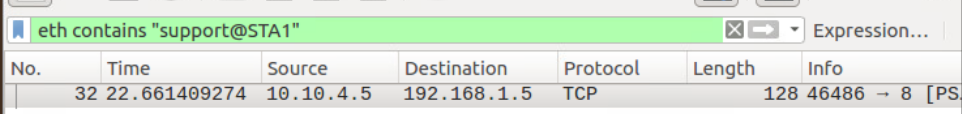 eth contains "support@STA1" Expression…
No. Time Source Destination Protocol Length Info
32 22.661409274 10.10.4.5 192.168.1.5 TCP 128 46486 → 8 [PS